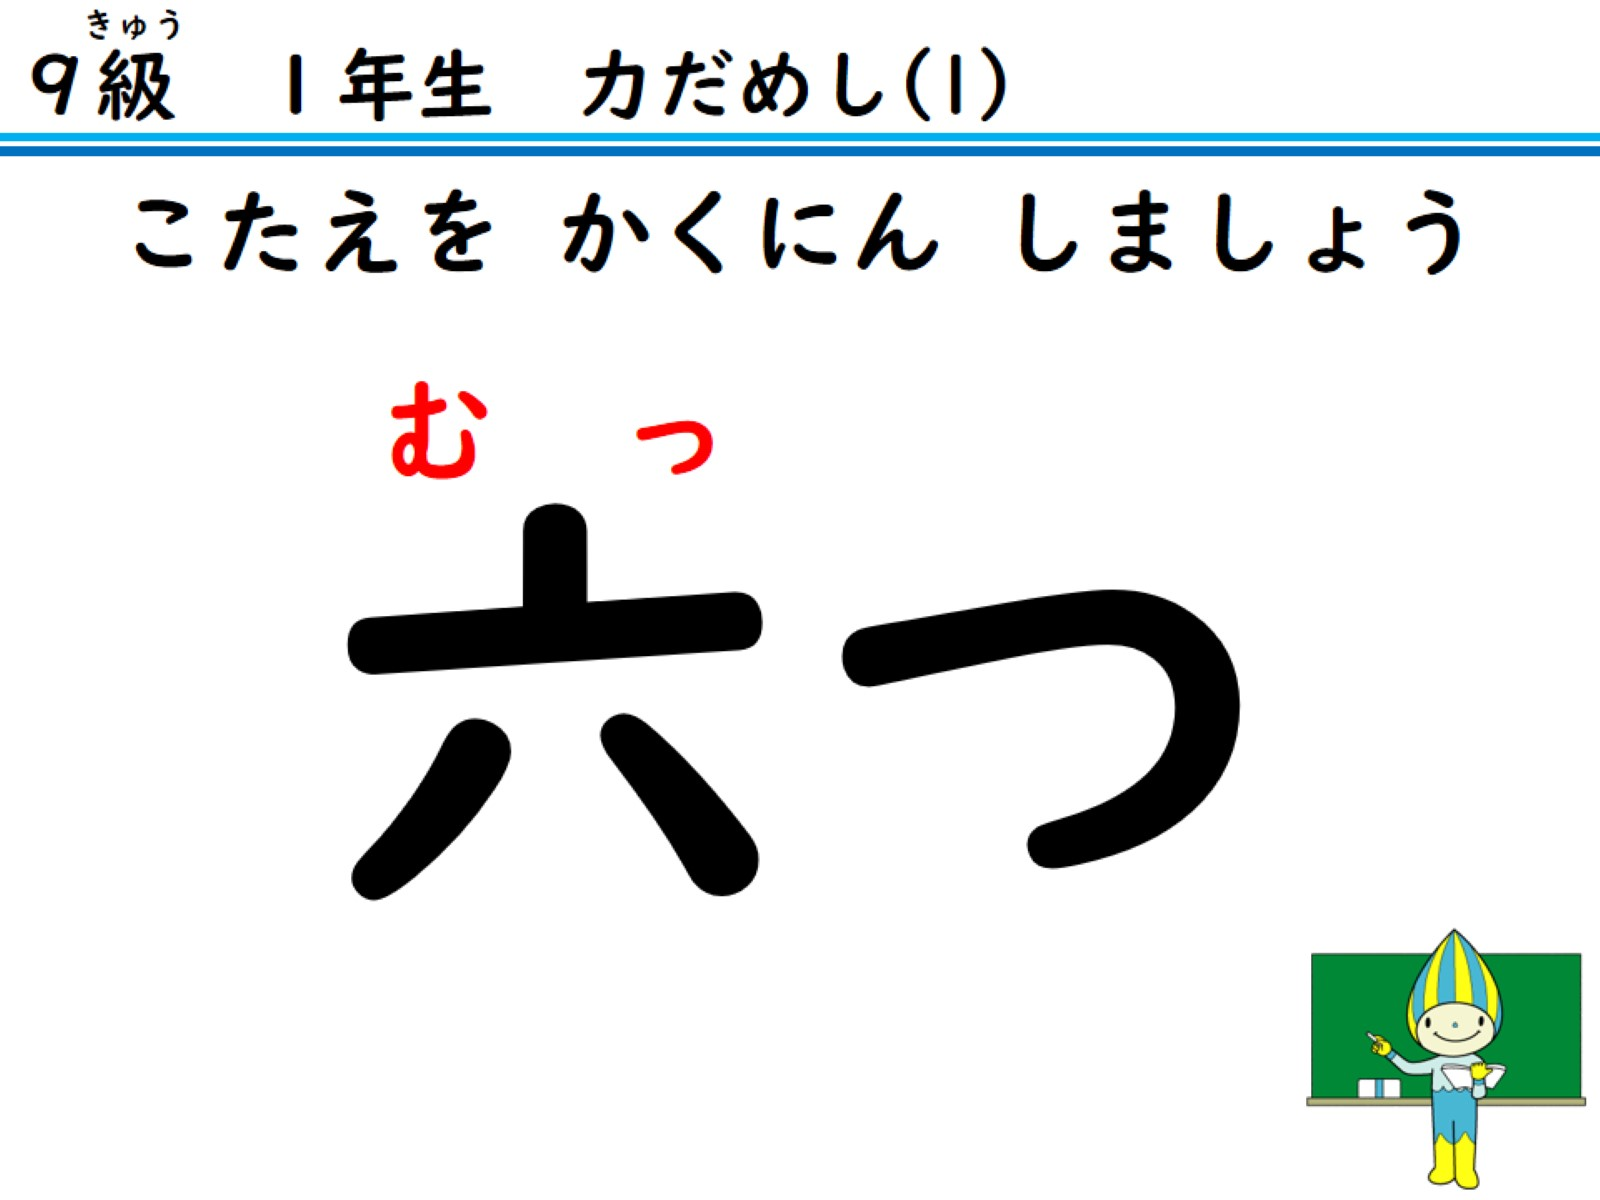 きゅう
9級　1年生　力だめし(1)
こたえを かくにん しましょう
む っ
六つ